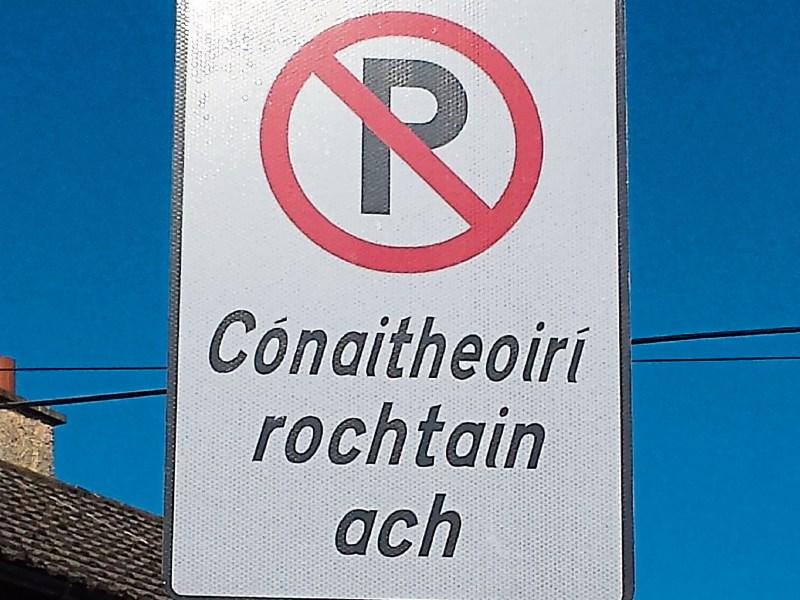 P
Cónaitheoirí
rochtain
ach